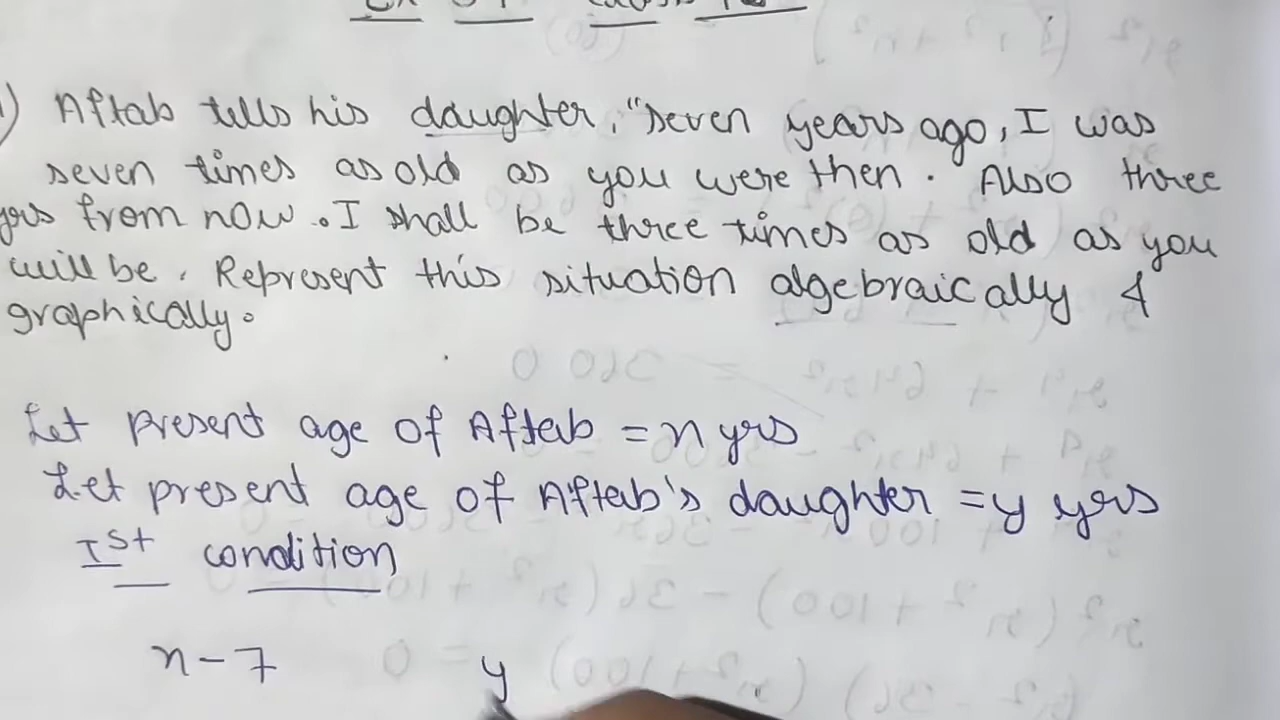 1) Aftab tells his daughter, "Seven years ago, I was
seven times as old as you were then. Also three
yrs from now. I shall be three times as old as you
will be. Represent this situation algebraically &
graphically.
Let present age of Aftab = x yrs
Let present age of Aftab's daughter = y yrs
Ist condition
x - 7 y